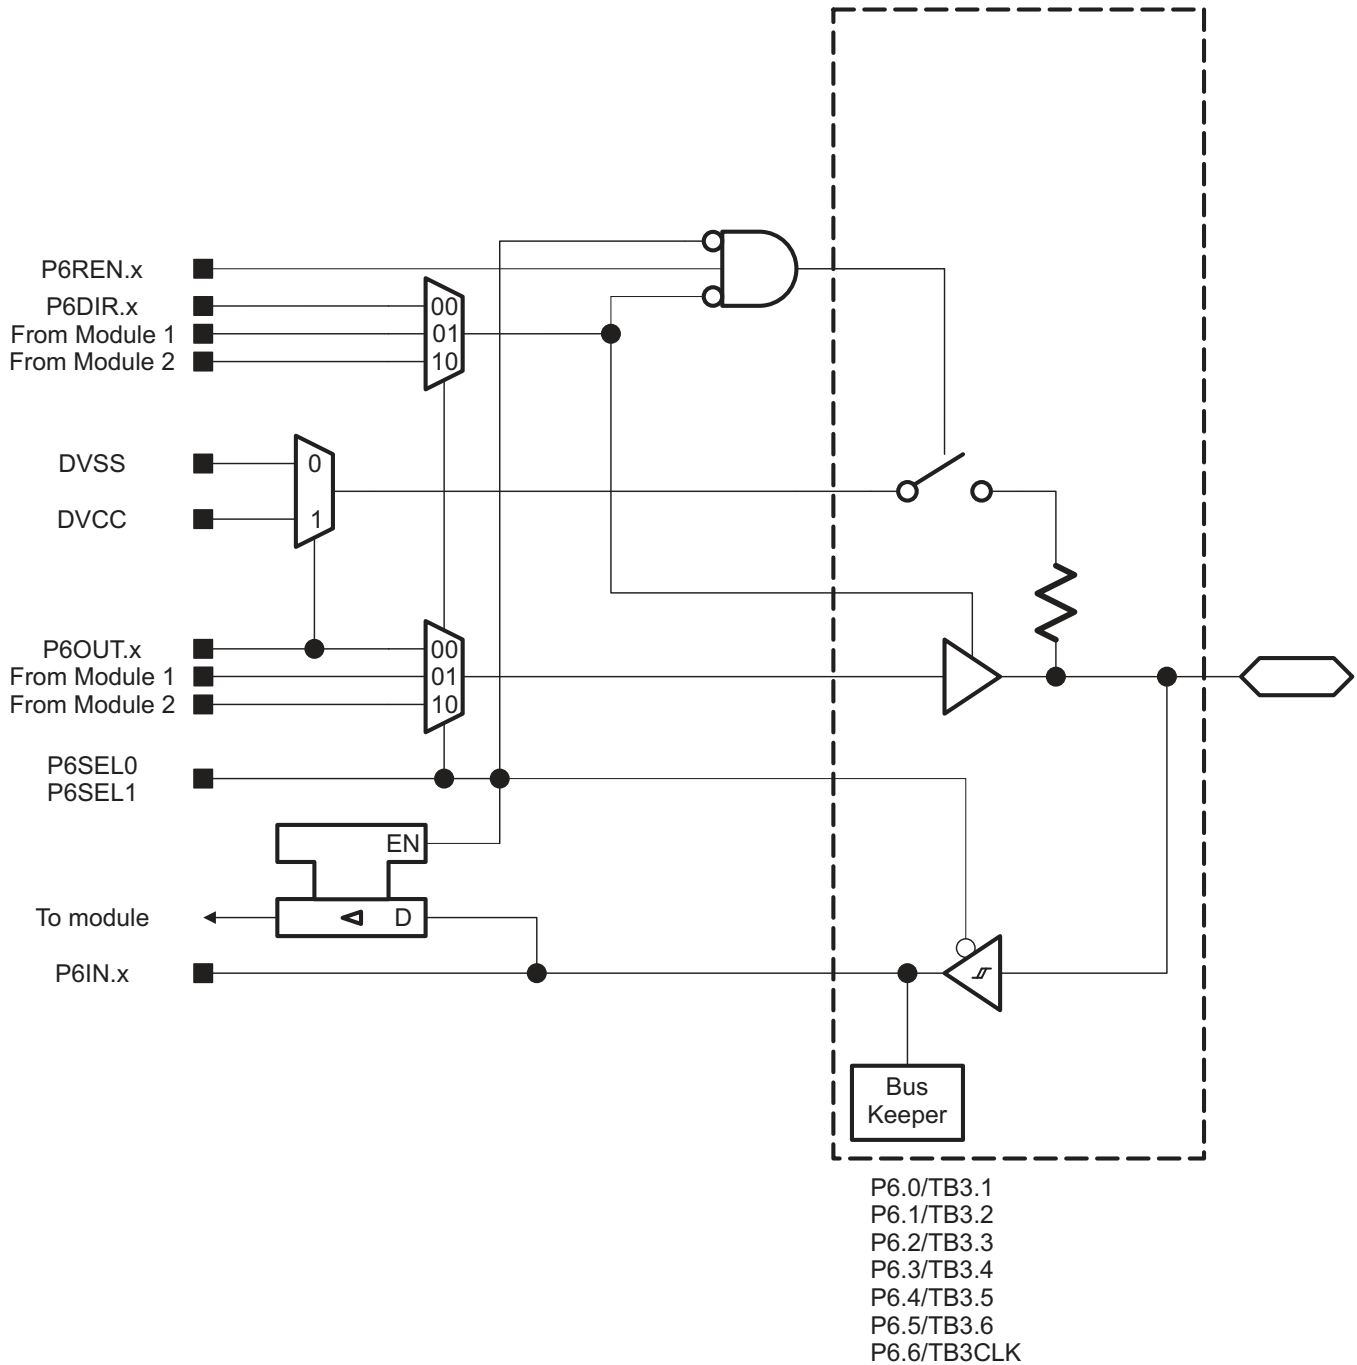 P6REN.x
P6DIR.x
From Module 1
From Module 2
00
01
10
DVSS
DVCC
0
1
P6OUT.x
From Module 1
From Module 2
00
01
10
P6SEL0
P6SEL1
EN
To module
D
P6IN.x
Bus
Keeper
P6.0/TB3.1
P6.1/TB3.2
P6.2/TB3.3
P6.3/TB3.4
P6.4/TB3.5
P6.5/TB3.6
P6.6/TB3CLK